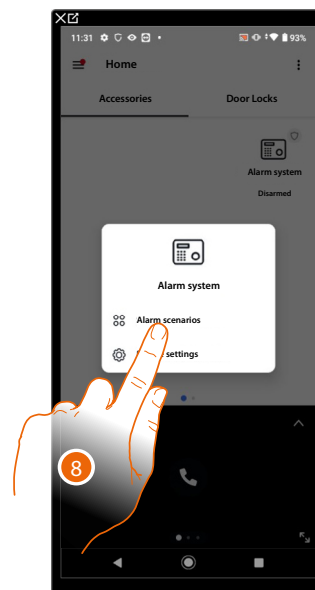 11:31 93%
Home
Accessories Door Locks
Alarm system
Disarmed
Alarm system
Alarm scenarios
settings
8